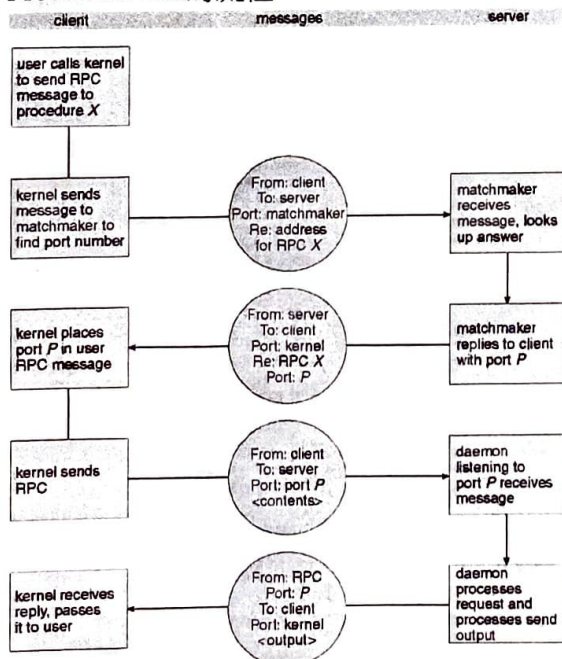 client messages server
user calls kernel
to send RPC
message to
procedure X
kernel sends
message to
matchmaker to
find port number
From: client
To: server
Port: matchmaker
Re: address
for RPC X
matchmaker
receives
message, looks
up answer
kernel places
port P in user
RPC message
From: server
To: client
Port: kernel
Re: RPC X
Port: P
matchmaker
replies to client
with port P
kernel sends
RPC
From: client
To: server
Port: port P
<contents>
daemon
listening to
port P receives
message
kernel receives
reply, passes
it to user
From: RPC
Port: P
To: client
Port: kernel
<output>
daemon
processes
request and
processes send
output